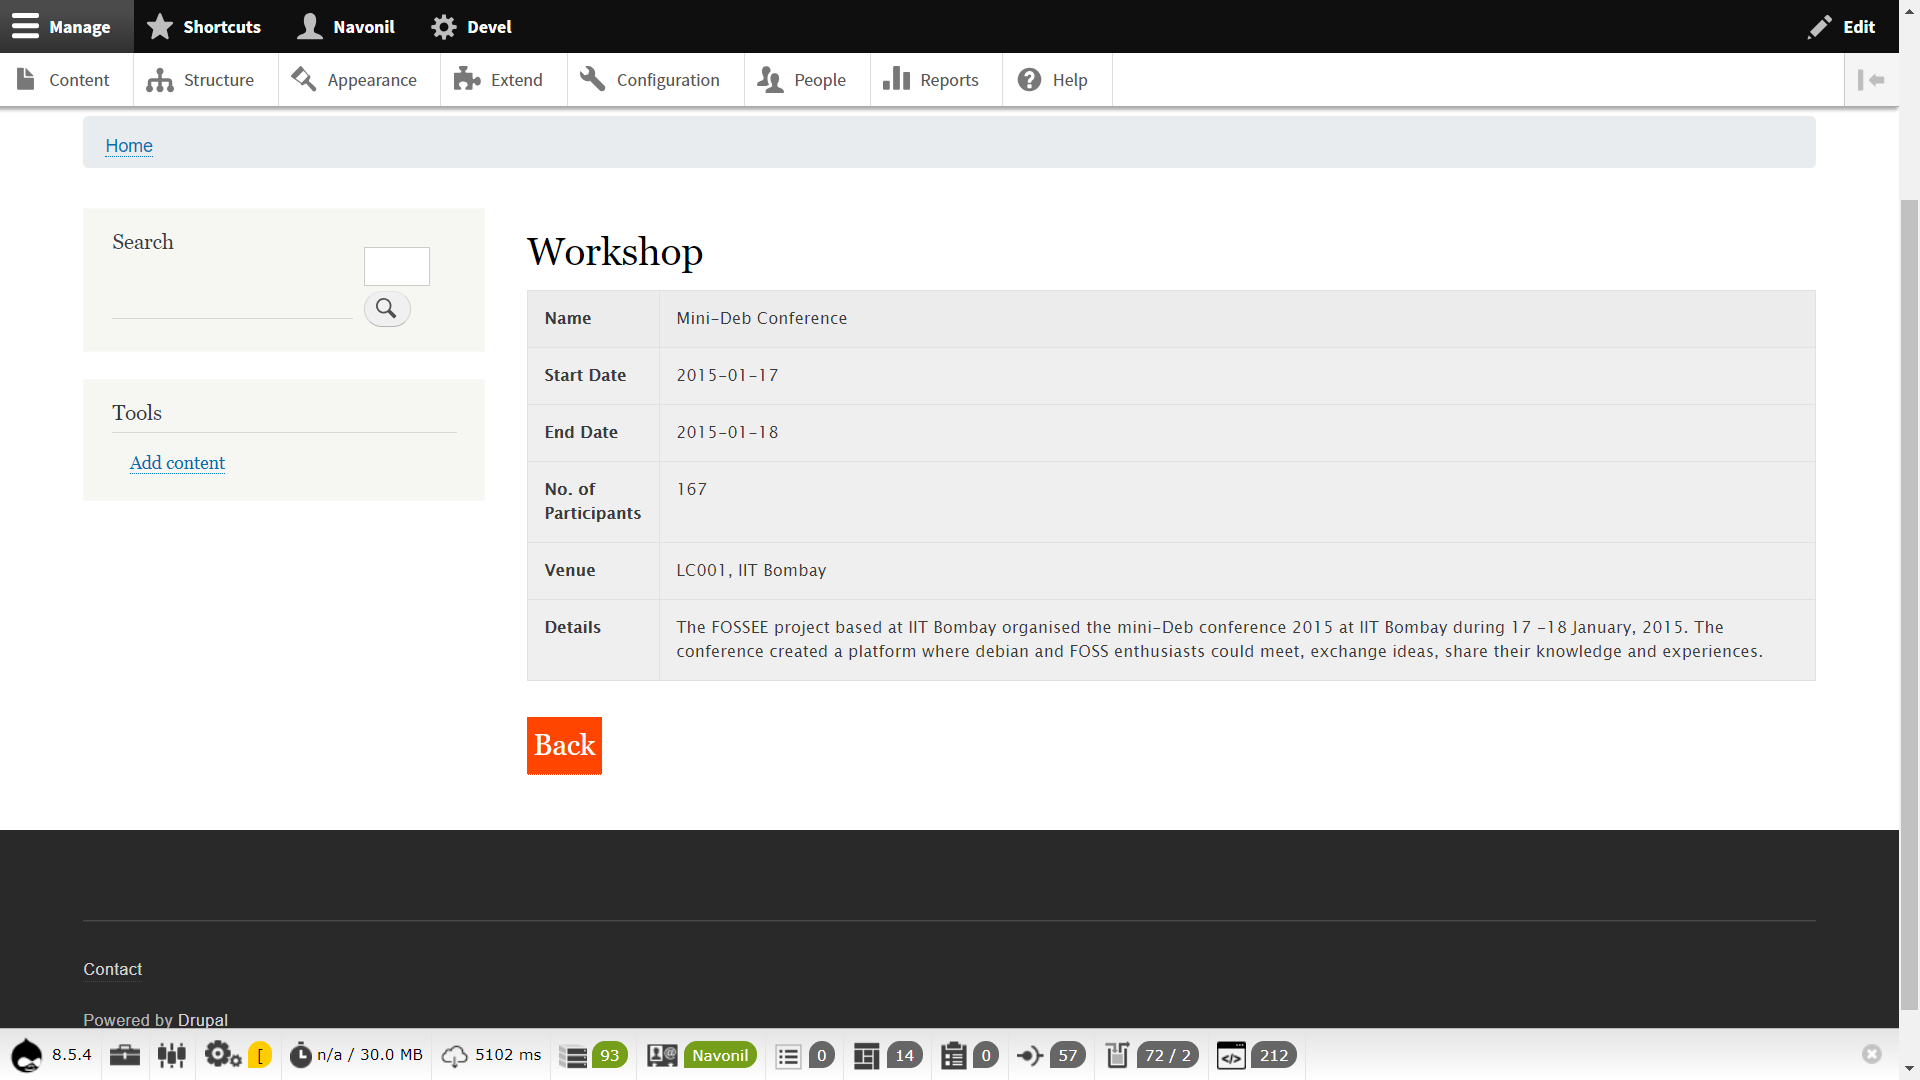 Manage Shortcuts Navonil Devel Edit
Content Structure Appearance Extend Configuration People Reports Help
Home
Search
Tools
Add content
Workshop
Name Mini-Deb Conference
Start Date 2015-01-17
End Date 2015-01-18
No. of 167
Participants
Venue LC001, IIT Bombay
Details The FOSSEE project based at IIT Bombay organised the mini-Deb conference 2015 at IIT Bombay during 17 -18 January, 2015. The
conference created a platform where debian and FOSS enthusiasts could meet, exchange ideas, share their knowledge and experiences.
Back
Contact
Powered by Drupal
8.5.4 [ n/a / 30.0 MB 5102 ms 93 Navonil 0 14 0 57 72 / 2 212